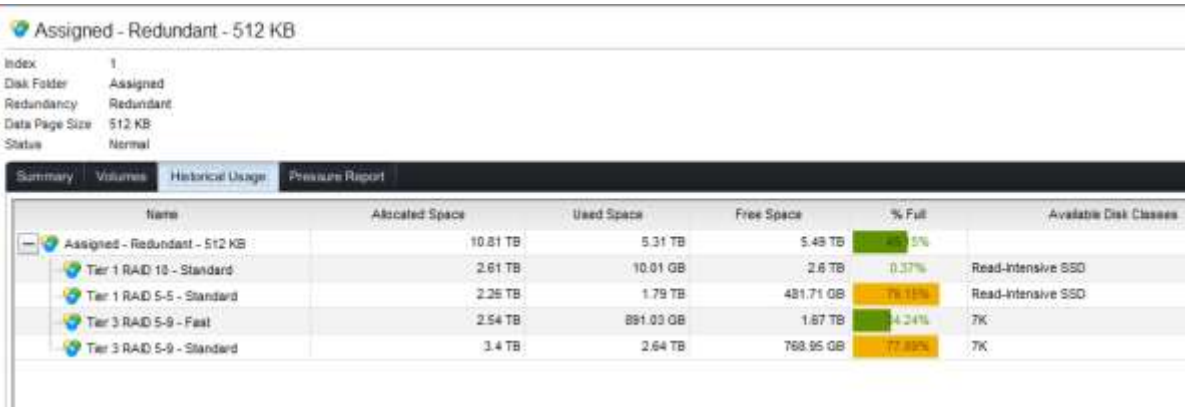 Assigned - Redundant - 512 KB
Index 1
Disk Folder Assigned
Redundancy Redundant
Data Page Size 512 KB
Status Normal
Summary Volumes Historical Usage Pressure Report
Name Allocated Space Used Space Free Space % Full Available Disk Classes
Assigned - Redundant - 512 KB 10.81 TB 5.31 TB 5.49 TB
Tier 1 RAID 10 - Standard 2.61 TB 10.01 GB 2.6 TB 0.37% Read-Intensive SSD
Tier 1 RAID 5-5 - Standard 2.26 TB 1.79 TB 481.71 GB 79.15% Read-Intensive SSD
Tier 3 RAID 5-9 - Fast 2.54 TB 891.03 GB 1.67 TB 34.24% 7K
Tier 3 RAID 5-9 - Standard 3.4 TB 2.64 TB 768.95 GB 77.89% 7K